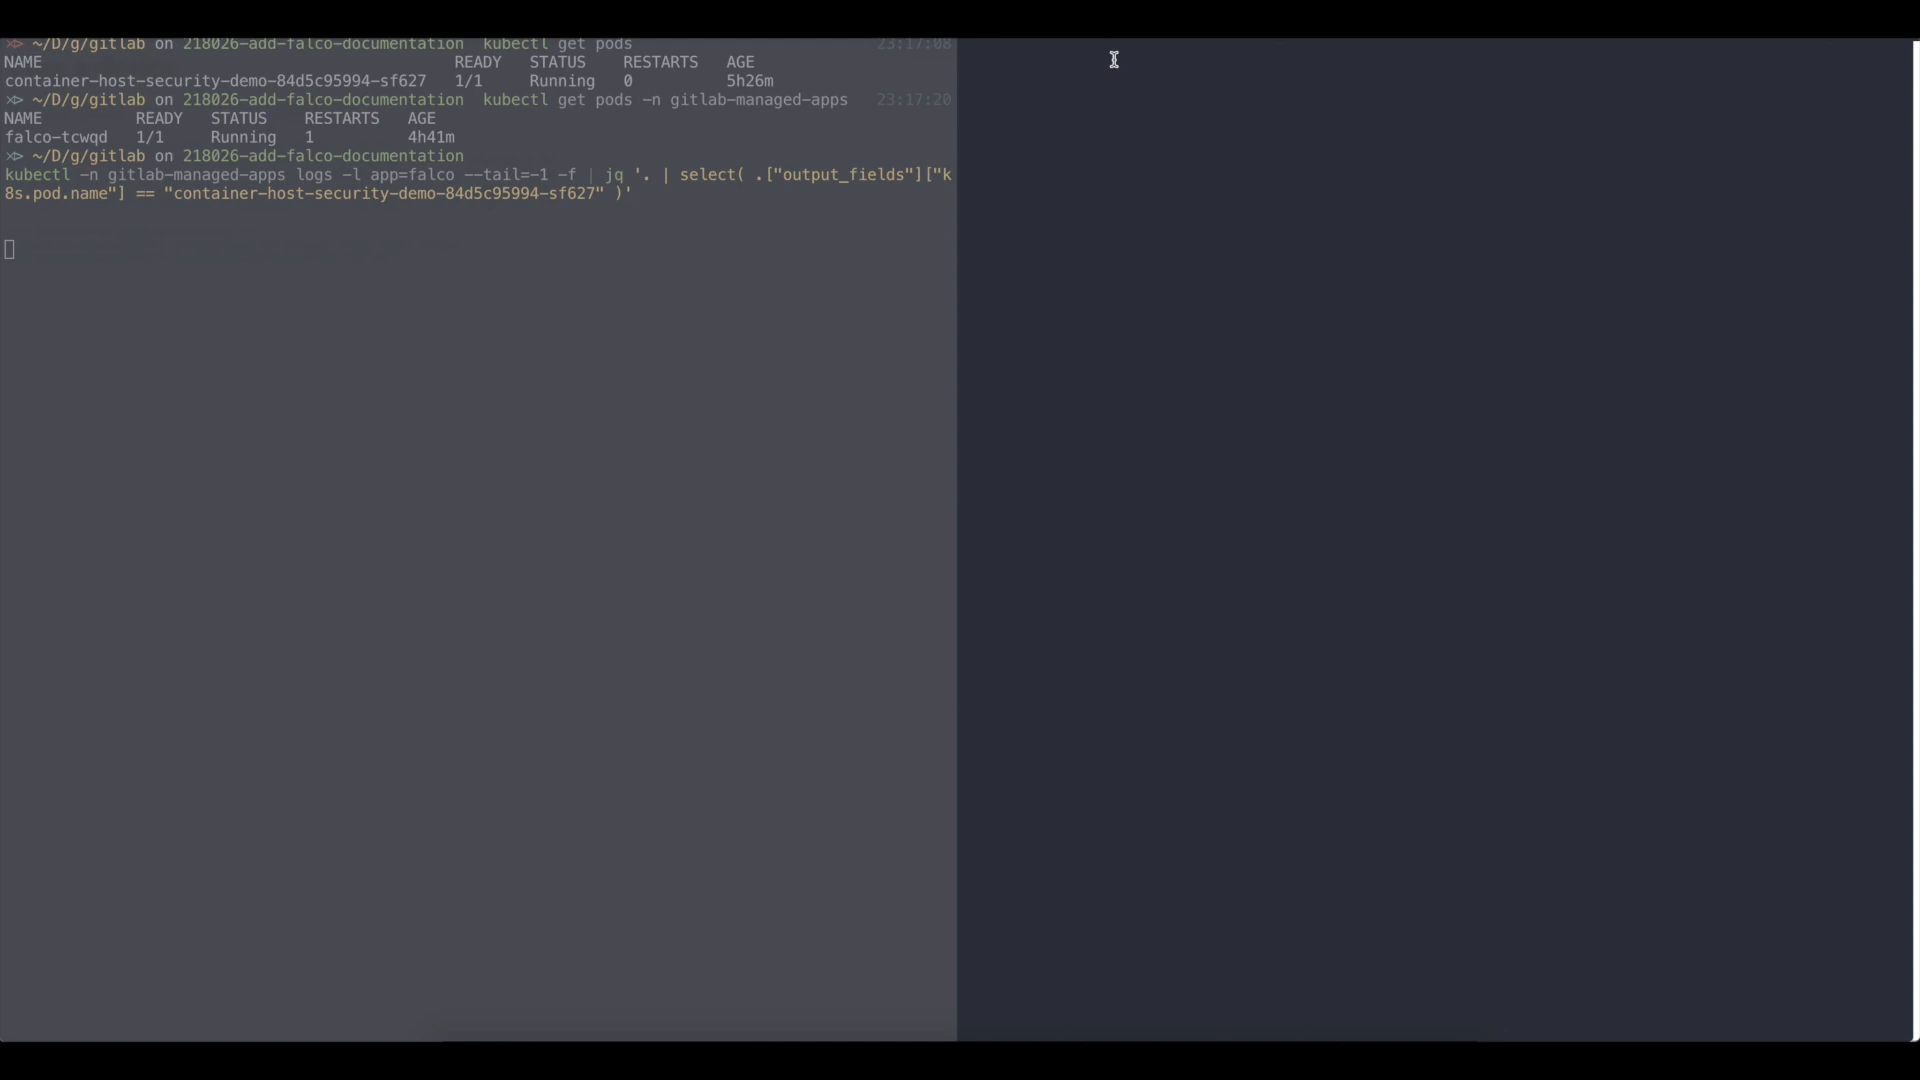 ~/D/g/gitlab on 218026-add-falco-documentation kubectl get pods 23:17:08
NAME READY STATUS RESTARTS AGE
container-host-security-demo-84d5c95994-sf627 1/1 Running 0 5h26m
~/D/g/gitlab on 218026-add-falco-documentation kubectl get pods -n gitlab-managed-apps 23:17:20
NAME READY STATUS RESTARTS AGE
falco-tcwqd 1/1 Running 1 4h41m
~/D/g/gitlab on 218026-add-falco-documentation
kubectl -n gitlab-managed-apps logs -l app=falco --tail=-1 -f | jq '. | select( .["output_fields"]["k
8s.pod.name"] == "container-host-security-demo-84d5c95994-sf627" )'